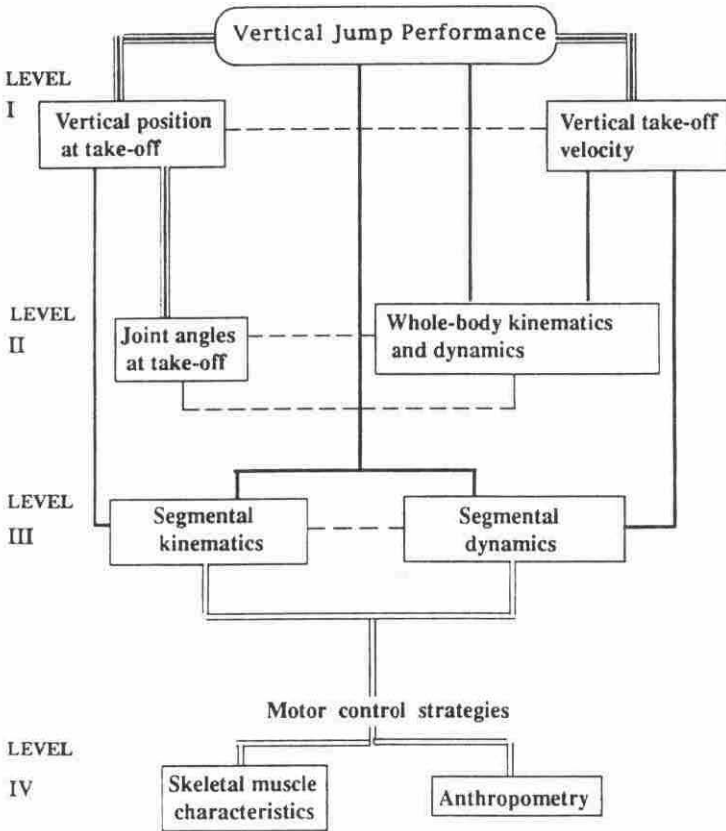 Vertical Jump Performance
LEVEL
I
Vertical position
at take-off
Vertical take-off
velocity
LEVEL
II
Joint angles
at take-off
Whole-body kinematics
and dynamics
LEVEL
III
Segmental
kinematics
Segmental
dynamics
Motor control strategies
LEVEL
IV
Skeletal muscle
characteristics
Anthropometry